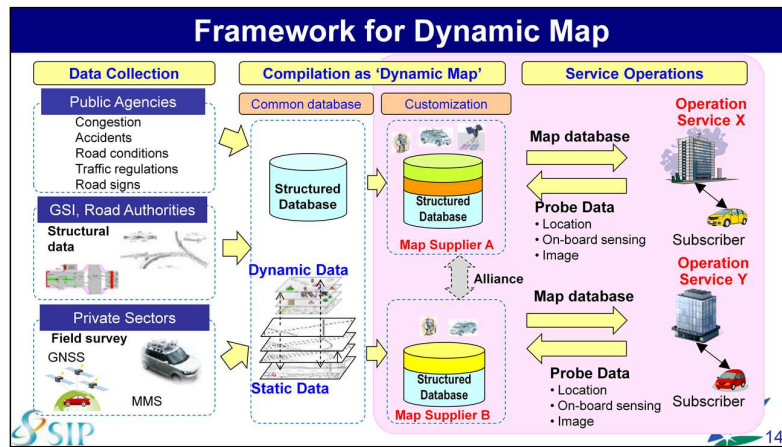 Framework for Dynamic Map
Data Collection
Compilation as ‘Dynamic Map’
Service Operations
Public Agencies
Congestion
Accidents
Road conditions
Traffic regulations
Road signs
GSI, Road Authorities
Structural
data
Private Sectors
Field survey
GNSS
MMS
Common database
Structured
Database
Dynamic Data
Static Data
Customization
Structured
Database
Map Supplier A
Alliance
Structured
Database
Map Supplier B
Map database
Probe Data
• Location
• On-board sensing
• Image
Operation
Service X
Subscriber
Map database
Probe Data
• Location
• On-board sensing
• Image
Operation
Service Y
Subscriber
SIP
14